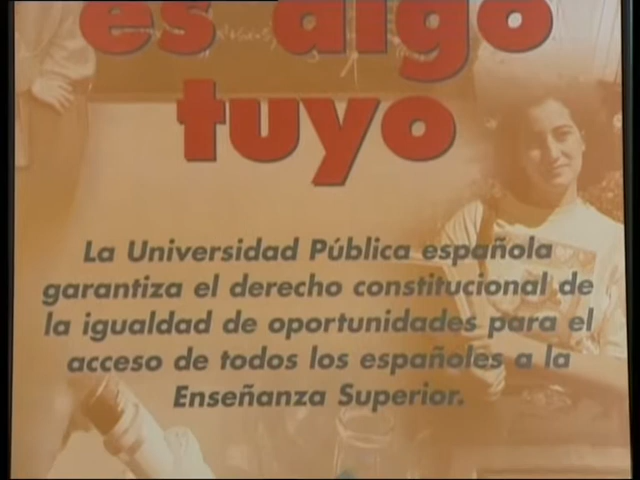 es algo
tuyo
La Universidad Pública española
garantiza el derecho constitucional de
la igualdad de oportunidades para el
acceso de todos los españoles a la
Enseñanza Superior.